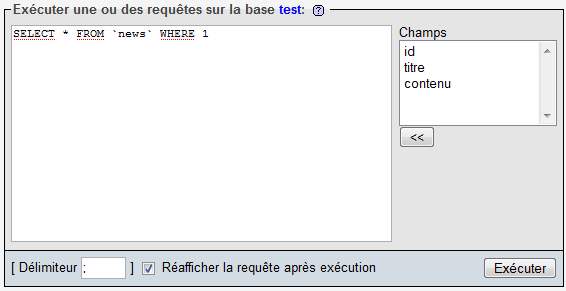 Exécuter une ou des requêtes sur la base test:
SELECT * FROM `news` WHERE 1
Champs
id
titre
contenu
<<
[ Délimiteur ; ] Réafficher la requête après exécution
Exécuter